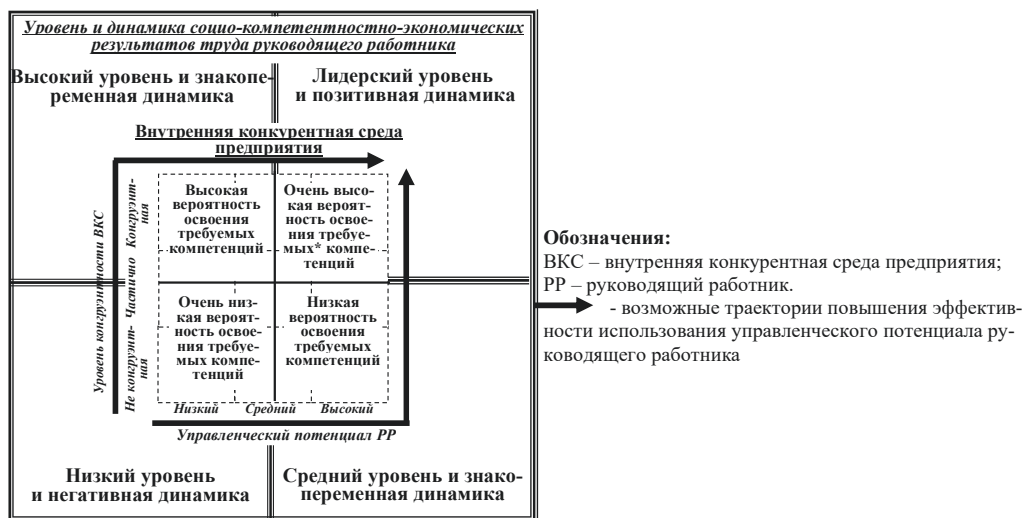 Уровень и динамика социо-компетентностно-экономических
результатов труда руководящего работника
Высокий уровень и знакопе-
ременная динамика
Лидерский уровень
и позитивная динамика
Внутренняя конкурентная среда
предприятия
Уровень конгруэнтности ВКС
Не конгруэнт-
ная
Частично
Конгруэнт-
ная
Высокая
вероятность
освоения
требуемых
компетенций
Очень высо-
кая вероят-
ность освое-
ния требуе-
мых* компе-
тенций
Очень низ-
кая вероят-
ность освое-
ния требуе-
мых компе-
тенций
Низкая
вероятность
освоения
требуемых
компетенций
Низкий Средний Высокий
Управленческий потенциал РР
Низкий уровень
и негативная динамика
Средний уровень и знако-
переменная динамика
Обозначения:
ВКС – внутренняя конкурентная среда предприятия;
РР – руководящий работник.
- возможные траектории повышения эффектив-
ности использования управленческого потенциала ру-
ководящего работника